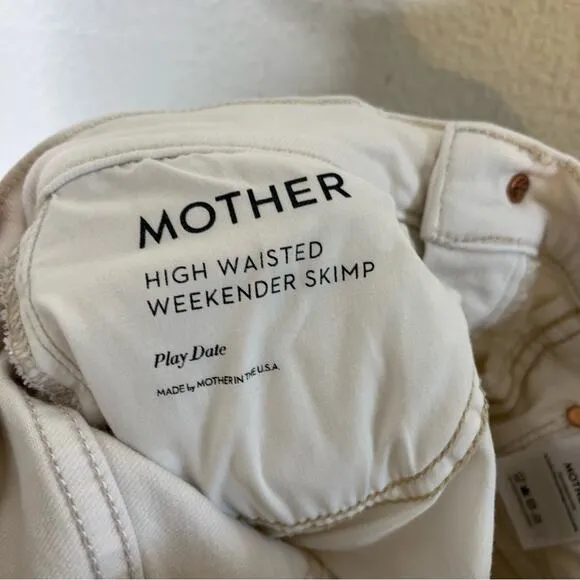 MOTHER
HIGH WAISTED
WEEKENDER SKIMP
Play Date
MADE by MOTHER IN THE U.S.A.